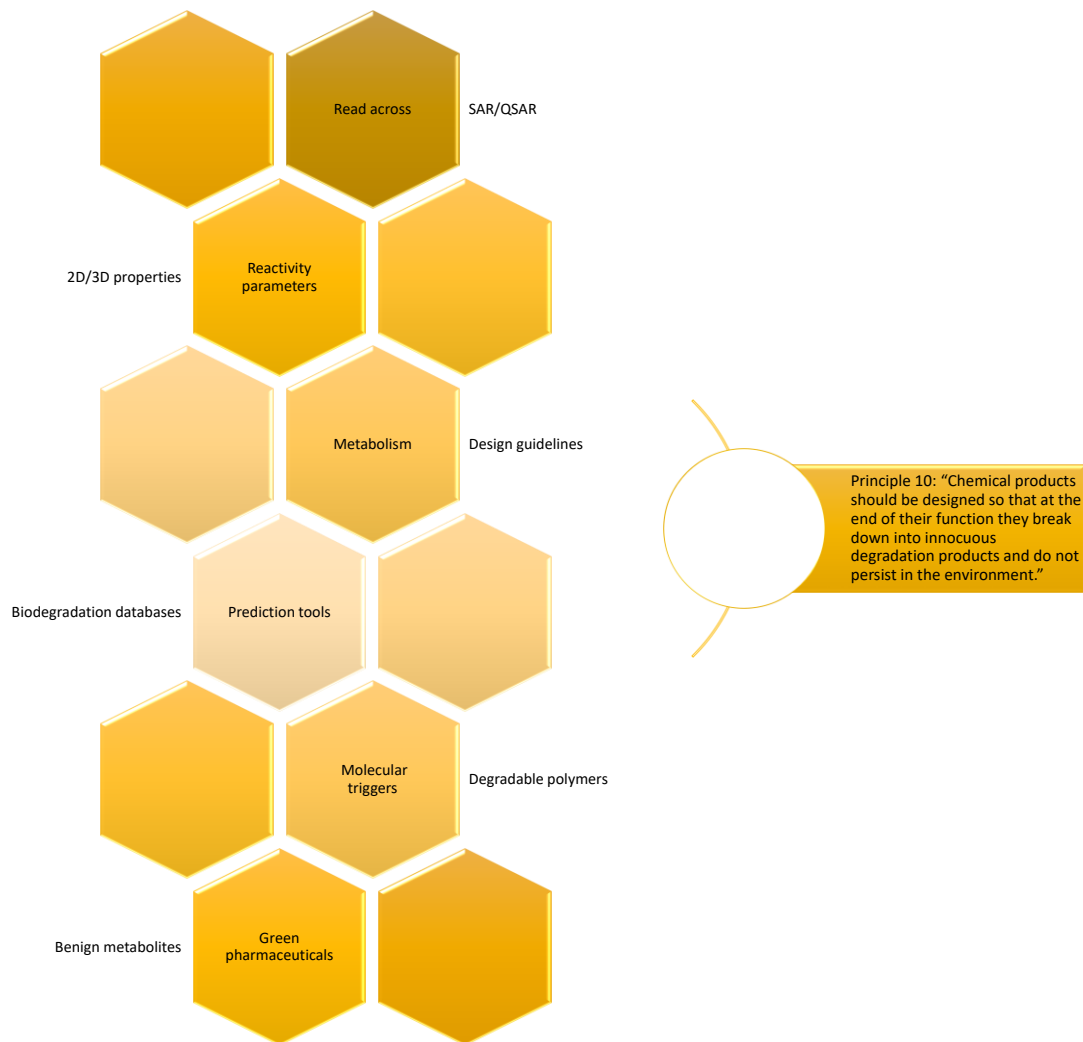 Read across
SAR/QSAR
2D/3D properties
Reactivity
parameters
Metabolism
Design guidelines
Biodegradation databases
Prediction tools
Molecular
triggers
Degradable polymers
Benign metabolites
Green
pharmaceuticals
Principle 10: “Chemical products
should be designed so that at the
end of their function they break
down into innocuous
degradation products and do not
persist in the environment.”